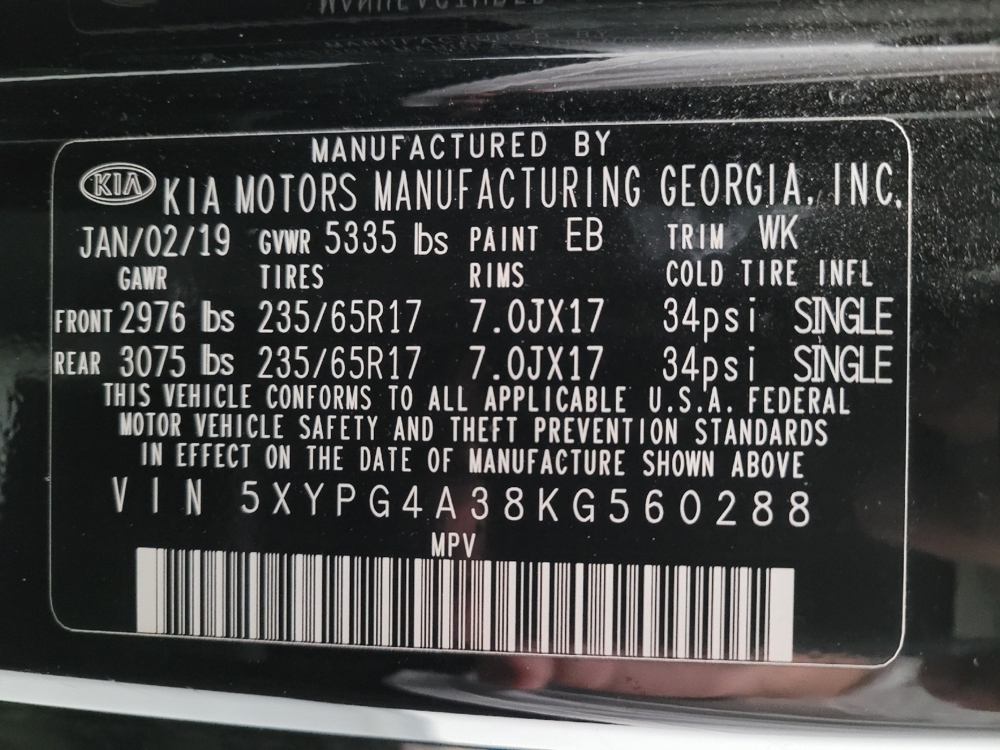 MANUFACTURED BY
KIA KIA MOTORS MANUFACTURING GEORGIA, INC.
JAN/02/19 GVWR 5335 lbs PAINT EB TRIM WK
GAWR TIRES RIMS COLD TIRE INFL
FRONT 2976 lbs 235/65R17 7.0JX17 34psi SINGLE
REAR 3075 lbs 235/65R17 7.0JX17 34psi SINGLE
THIS VEHICLE CONFORMS TO ALL APPLICABLE U.S.A. FEDERAL
MOTOR VEHICLE SAFETY AND THEFT PREVENTION STANDARDS
IN EFFECT ON THE DATE OF MANUFACTURE SHOWN ABOVE
VIN 5XYPG4A38KG560288
MPV